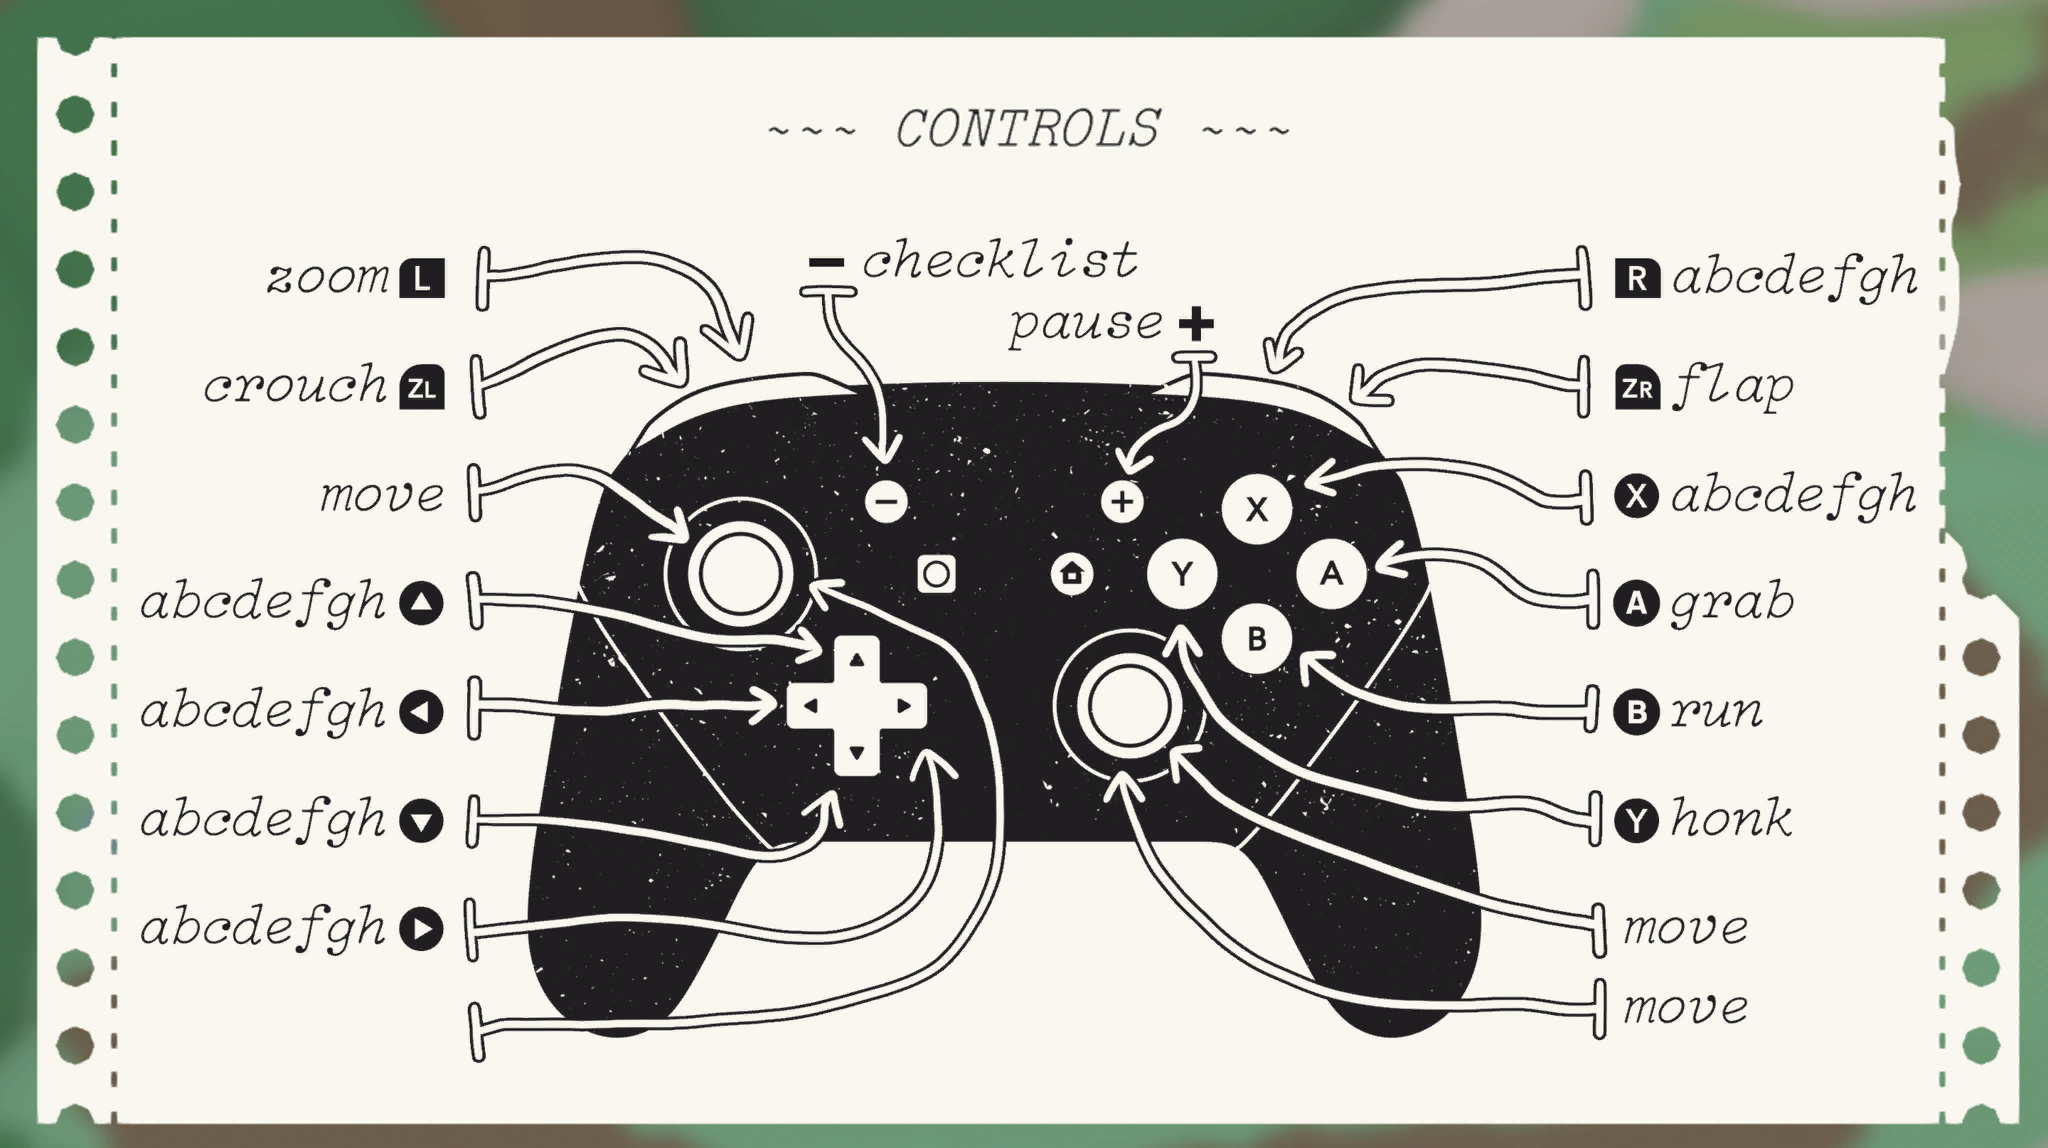 ~~~ CONTROLS ~~~
zoom L
crouch ZL
move
abcdefgh ▲
abcdefgh ◀
abcdefgh ▼
abcdefgh ▶
− checklist
pause +
R abcdefgh
ZR flap
X abcdefgh
A grab
B run
Y honk
move
move
−
+
X
Y
A
B